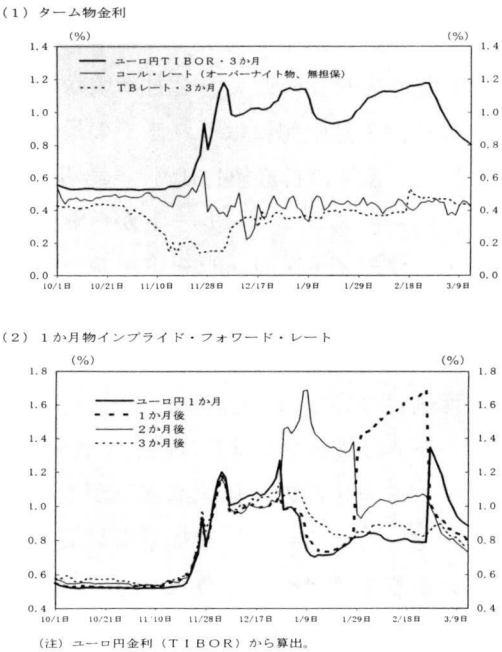 （１）ターム物金利
（％） （％）
ユーロ円ＴＩＢＯＲ・３か月
コール・レート（オーバーナイト物、無担保）
ＴＢレート・３か月
1.4 1.4
1.2 1.2
1.0 1.0
0.8 0.8
0.6 0.6
0.4 0.4
0.2 0.2
0.0 0.0
10/1日 10/21日 11/10日 11/28日 12/17日 1/9日 1/29日 2/18日 3/9日
（２）１か月物インプライド・フォワード・レート
（％） （％）
ユーロ円１か月
１か月後
２か月後
３か月後
1.8 1.8
1.6 1.6
1.4 1.4
1.2 1.2
1.0 1.0
0.8 0.8
0.6 0.6
0.4 0.4
10/1日 10/21日 11/10日 11/28日 12/17日 1/9日 1/29日 2/18日 3/9日
（注）ユーロ円金利（ＴＩＢＯＲ）から算出。